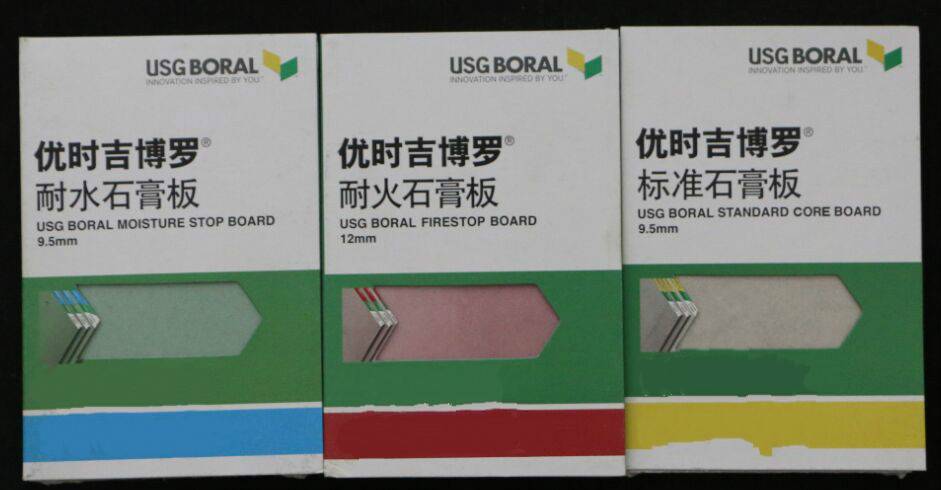 USG BORAL
INNOVATION INSPIRED BY YOU.™
优时吉博罗®
耐水石膏板
USG BORAL MOISTURE STOP BOARD
9.5mm
USG BORAL
INNOVATION INSPIRED BY YOU.™
优时吉博罗®
耐火石膏板
USG BORAL FIRESTOP BOARD
12mm
USG BORAL
INNOVATION INSPIRED BY YOU.™
优时吉博罗®
标准石膏板
USG BORAL STANDARD CORE BOARD
9.5mm